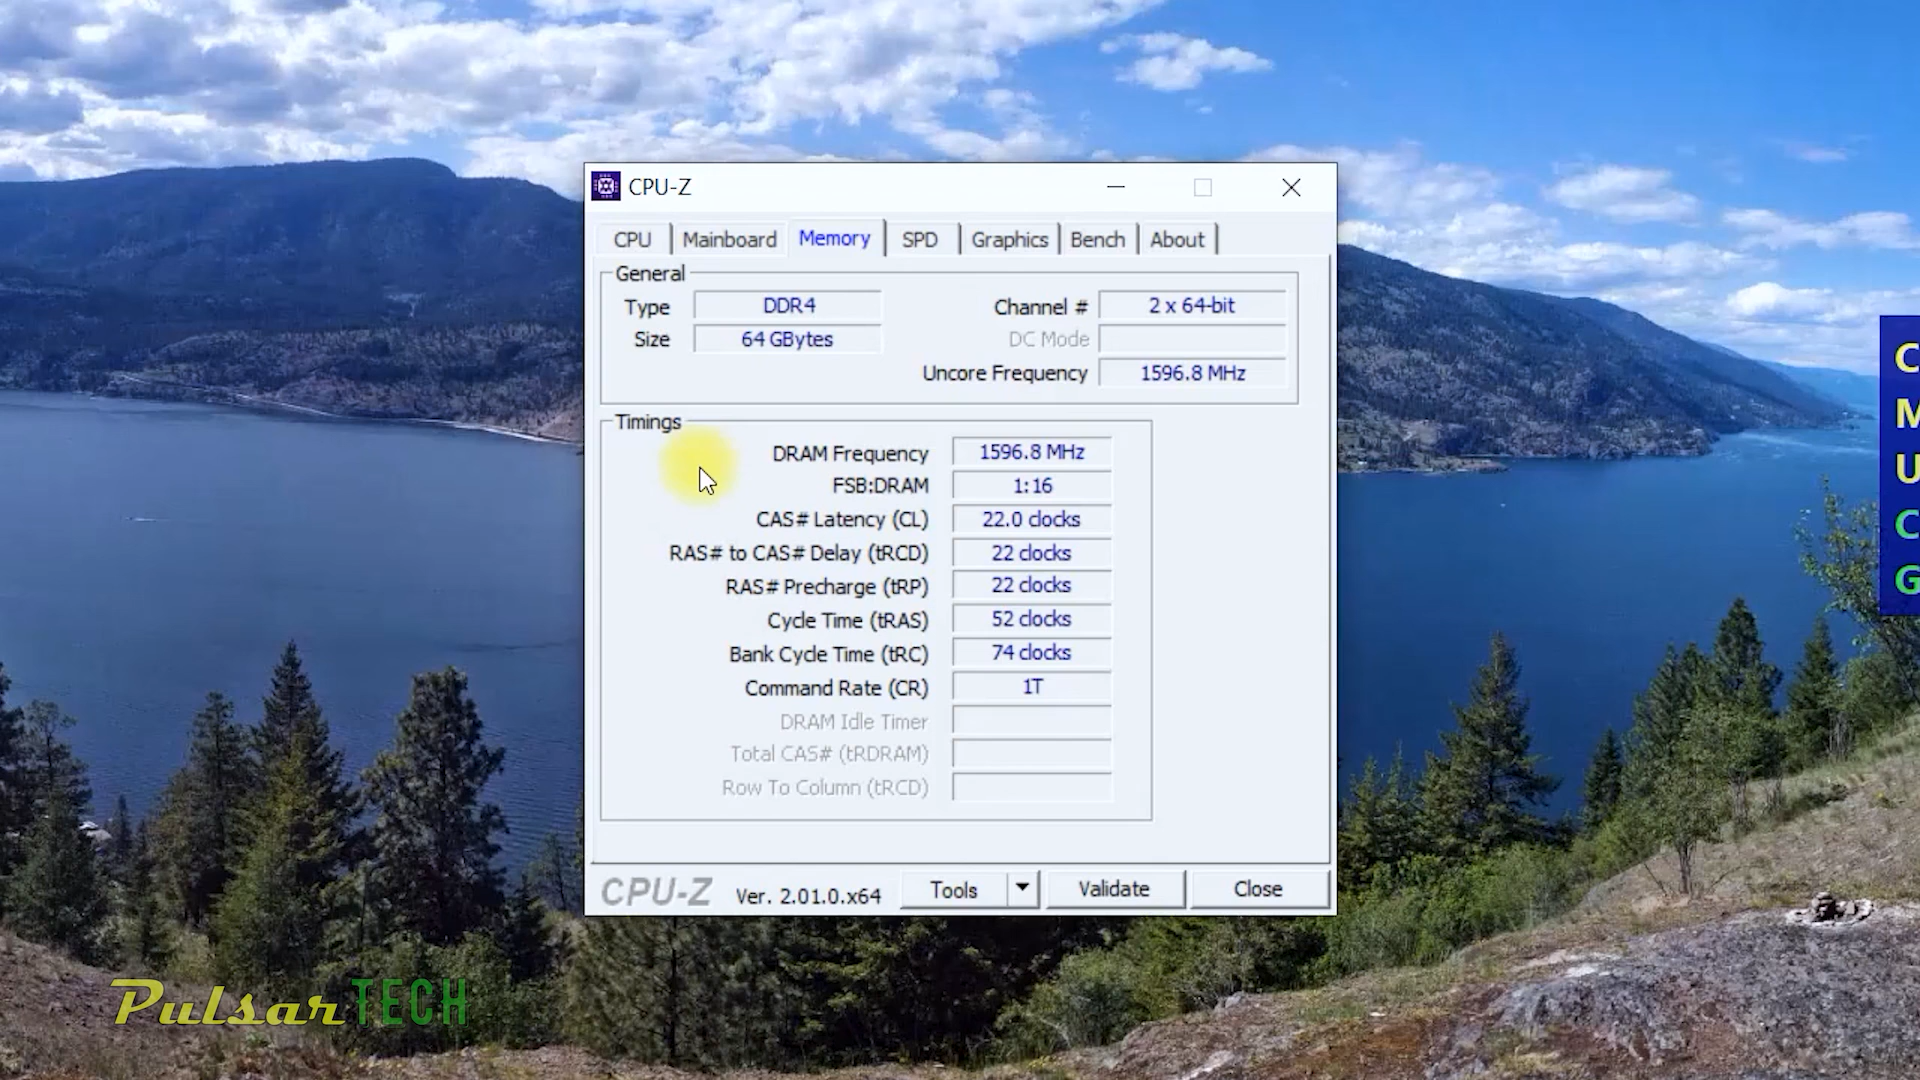 CPU-Z
CPU Mainboard Memory SPD Graphics Bench About
General
Type DDR4 Channel # 2 x 64-bit
Size 64 GBytes DC Mode
Uncore Frequency 1596.8 MHz
Timings
DRAM Frequency 1596.8 MHz
FSB:DRAM 1:16
CAS# Latency (CL) 22.0 clocks
RAS# to CAS# Delay (tRCD) 22 clocks
RAS# Precharge (tRP) 22 clocks
Cycle Time (tRAS) 52 clocks
Bank Cycle Time (tRC) 74 clocks
Command Rate (CR) 1T
DRAM Idle Timer
Total CAS# (tRDRAM)
Row To Column (tRCD)
CPU-Z Ver. 2.01.0.x64 Tools Validate Close
C
M
U
C
G
PulsarTECH